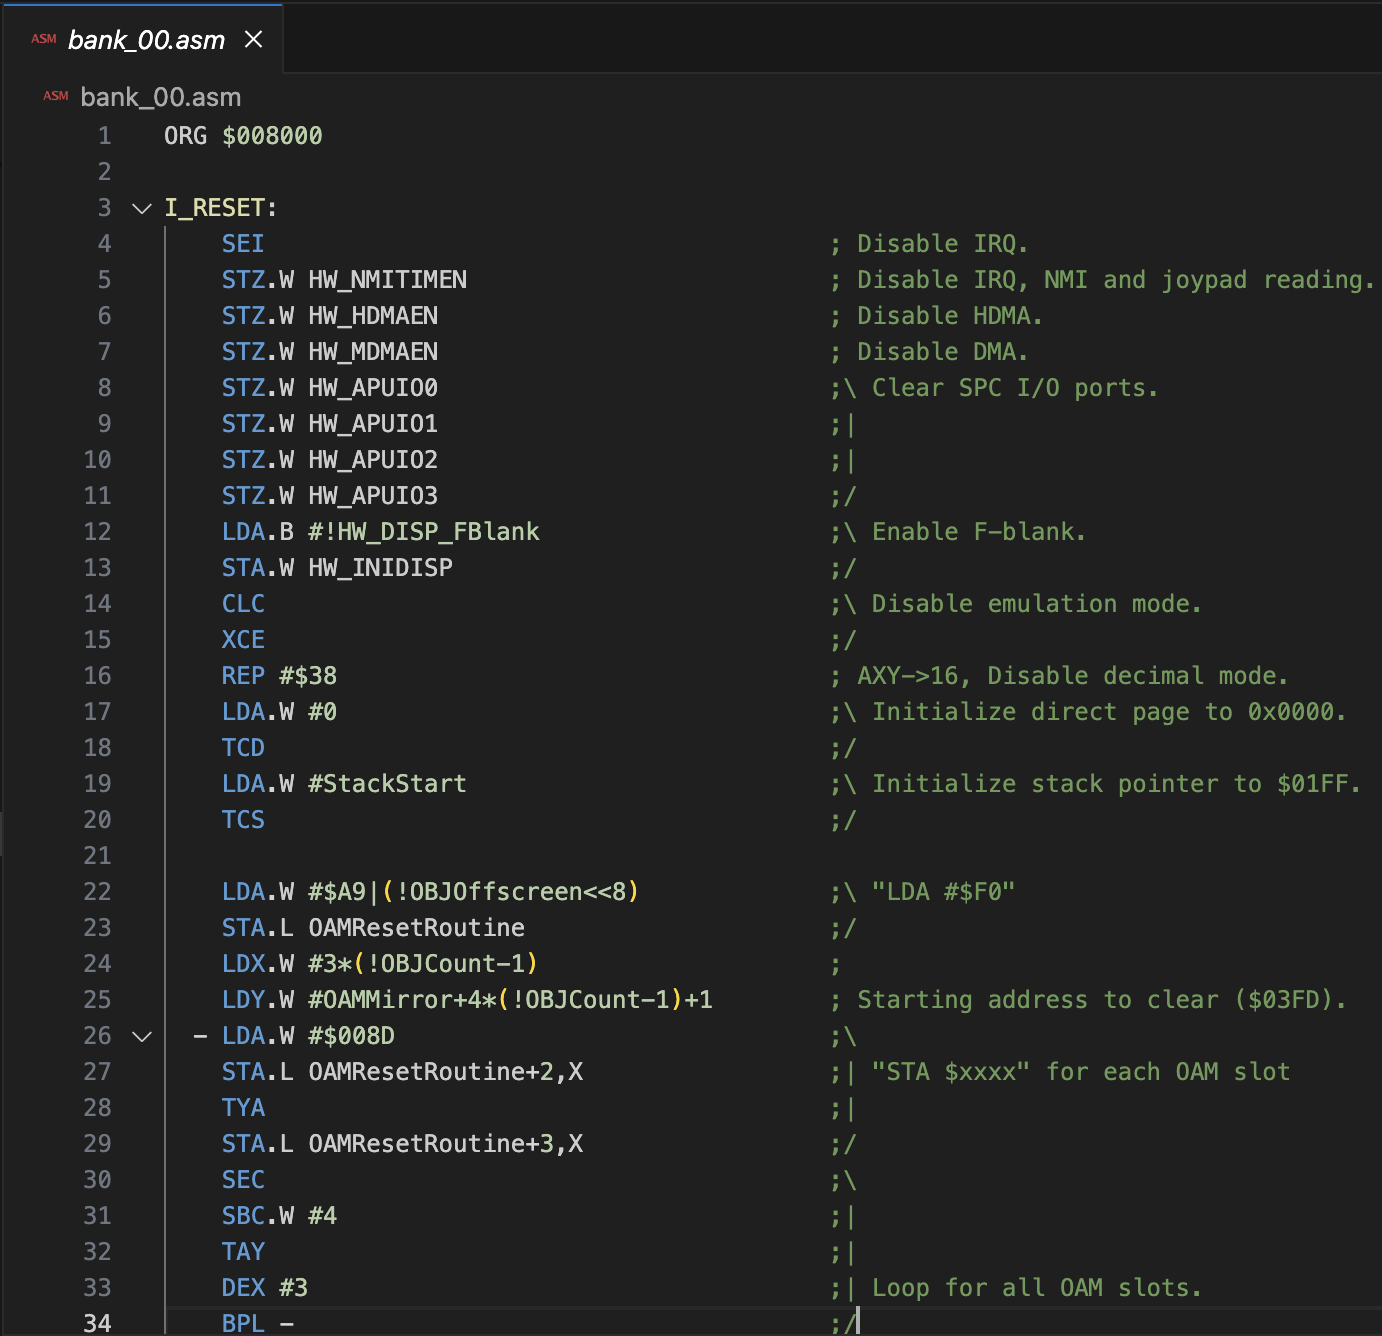 ASM bank_00.asm
ASM bank_00.asm
1 ORG $008000
2
3 I_RESET:
4 SEI ; Disable IRQ.
5 STZ.W HW_NMITIMEN ; Disable IRQ, NMI and joypad reading.
6 STZ.W HW_HDMAEN ; Disable HDMA.
7 STZ.W HW_MDMAEN ; Disable DMA.
8 STZ.W HW_APUIO0 ;\ Clear SPC I/O ports.
9 STZ.W HW_APUIO1 ;|
10 STZ.W HW_APUIO2 ;|
11 STZ.W HW_APUIO3 ;/
12 LDA.B #!HW_DISP_FBlank ;\ Enable F-blank.
13 STA.W HW_INIDISP ;/
14 CLC ;\ Disable emulation mode.
15 XCE ;/
16 REP #$38 ; AXY->16, Disable decimal mode.
17 LDA.W #0 ;\ Initialize direct page to 0x0000.
18 TCD ;/
19 LDA.W #StackStart ;\ Initialize stack pointer to $01FF.
20 TCS ;/
21
22 LDA.W #$A9|(!OBJOffscreen<<8) ;\ "LDA #$F0"
23 STA.L OAMResetRoutine ;/
24 LDX.W #3*(!OBJCount-1) ;
25 LDY.W #OAMMirror+4*(!OBJCount-1)+1 ; Starting address to clear ($03FD).
26 - LDA.W #$008D ;\
27 STA.L OAMResetRoutine+2,X ;| "STA $xxxx" for each OAM slot
28 TYA ;|
29 STA.L OAMResetRoutine+3,X ;/
30 SEC ;\
31 SBC.W #4 ;|
32 TAY ;|
33 DEX #3 ;| Loop for all OAM slots.
34 BPL - ;/